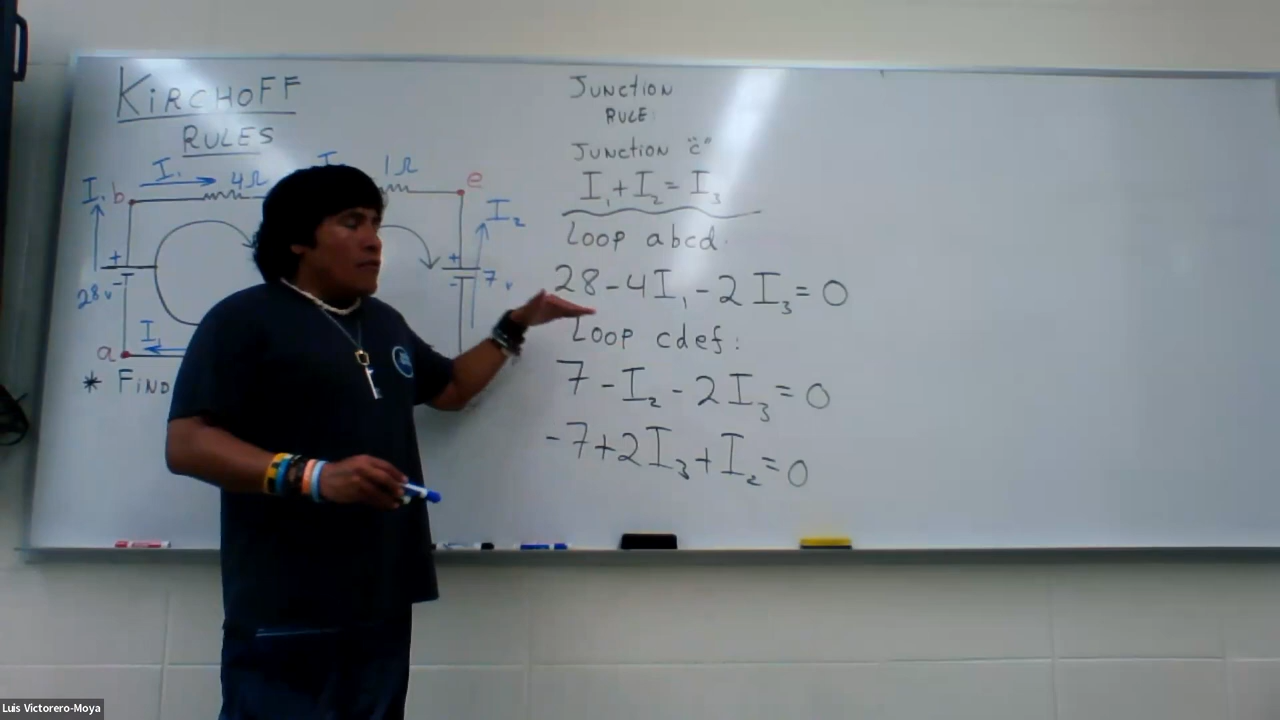 KIRCHOFF
RULES
I₁
4Ω
1Ω
e
I₁
b
I₂
+
+
28v
-
-
7v
I₁
a
* FIND
JUNCTION
RULE:
JUNCTION "c"
I₁+I₂=I₃
Loop abcd:
28-4I₁-2I₃=0
Loop cdef:
7-I₂-2I₃=0
-7+2I₃+I₂=0
Luis Victorero-Moya